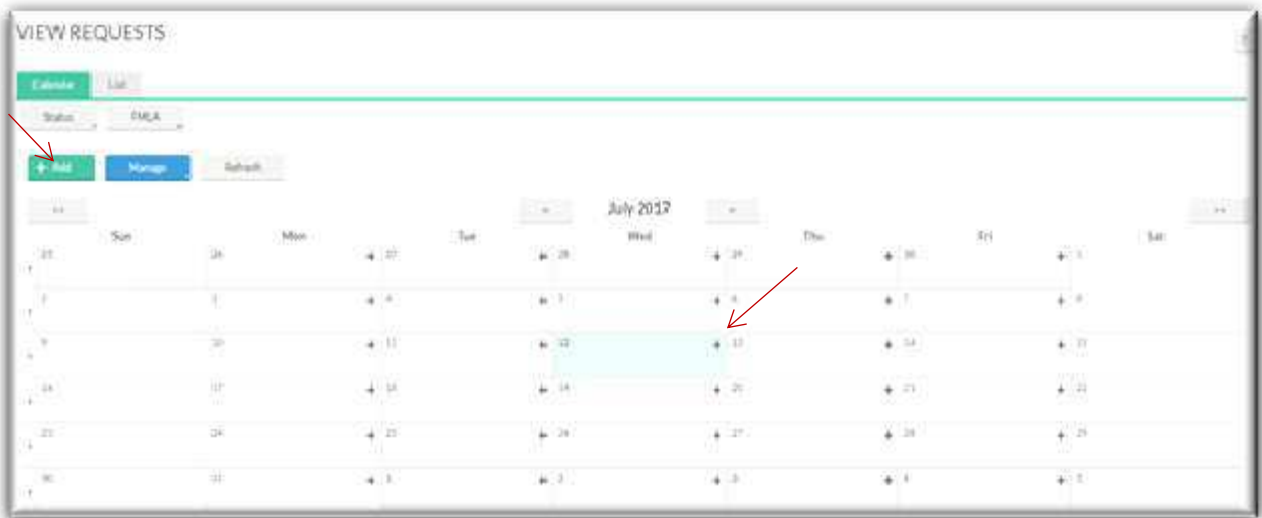 VIEW REQUESTS
Calendar List
Status FMLA
+ Add Manage Refresh
<< < July 2017 > >>
Sun Mon Tue Wed Thu Fri Sat
25 26 + 27 + 28 + 29 + 30 + 1
2 3 + 4 + 5 + 6 + 7 + 8
9 10 + 11 + 12 + 13 + 14 + 15
16 17 + 18 + 19 + 20 + 21 + 22
23 24 + 25 + 26 + 27 + 28 + 29
30 31 + 1 + 2 + 3 + 4 + 5